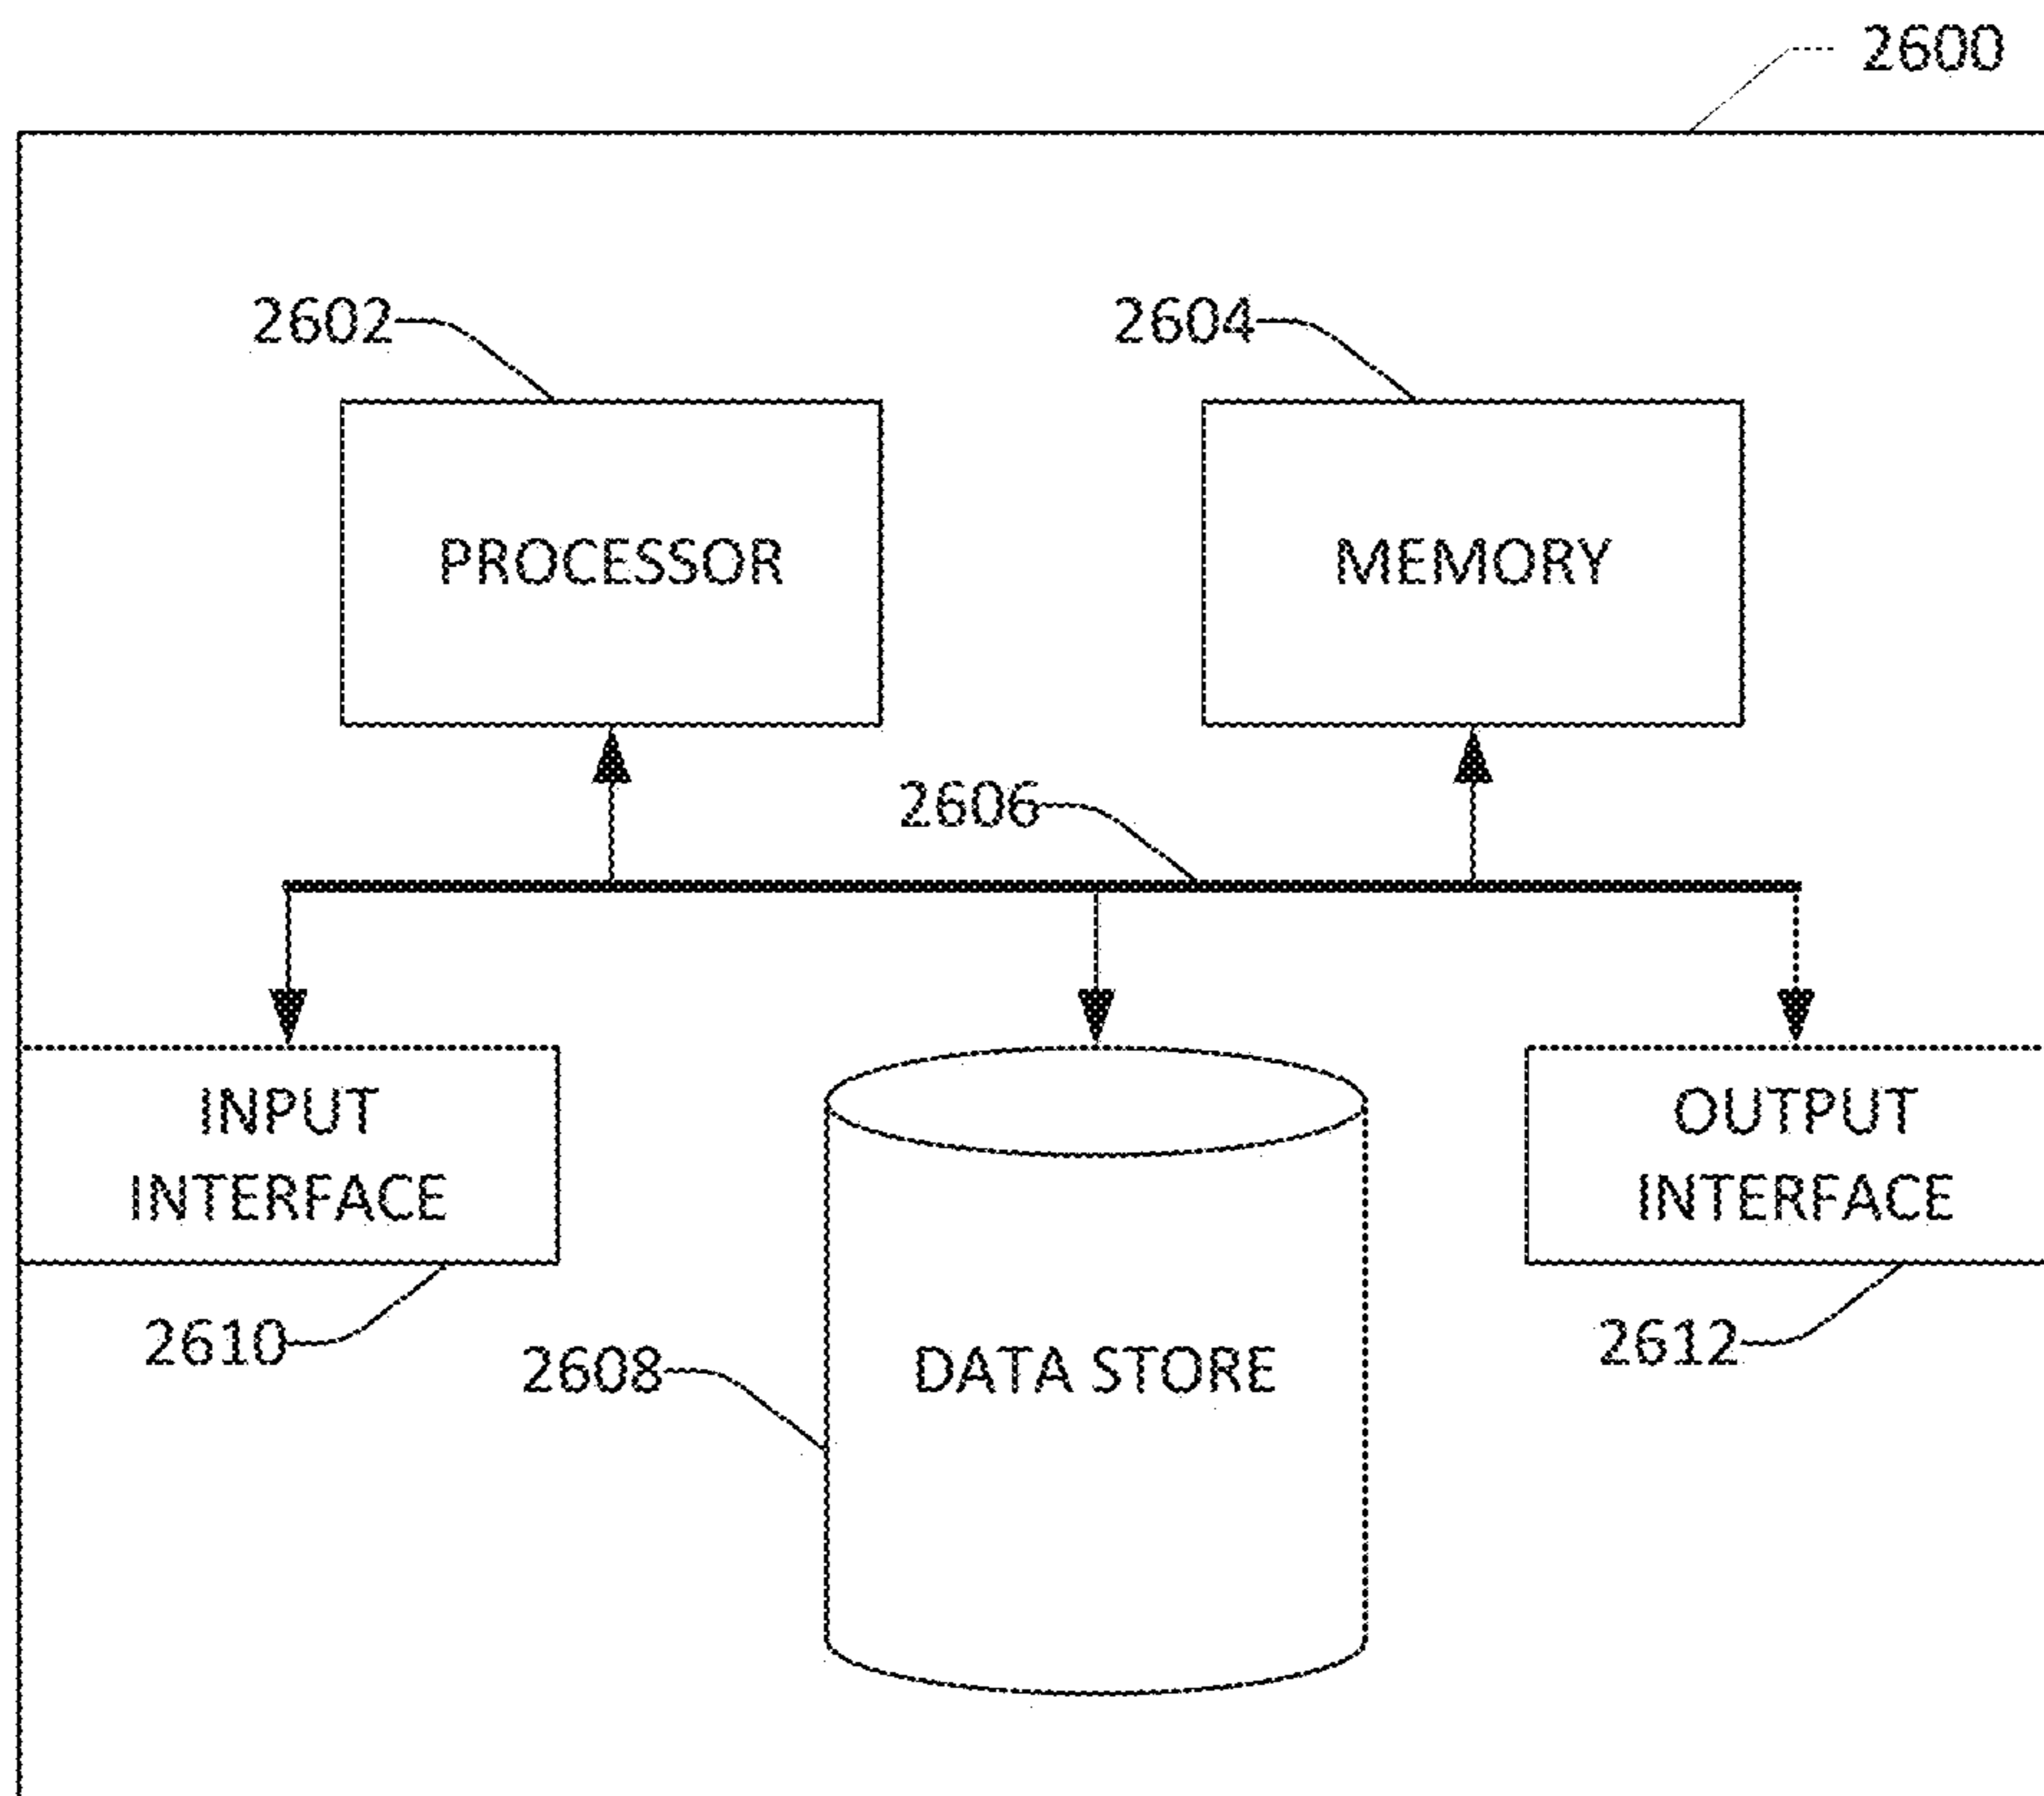 2600
2602
2604
PROCESSOR
MEMORY
2606
INPUT
INTERFACE
OUTPUT
INTERFACE
2610
2608
DATA STORE
2612